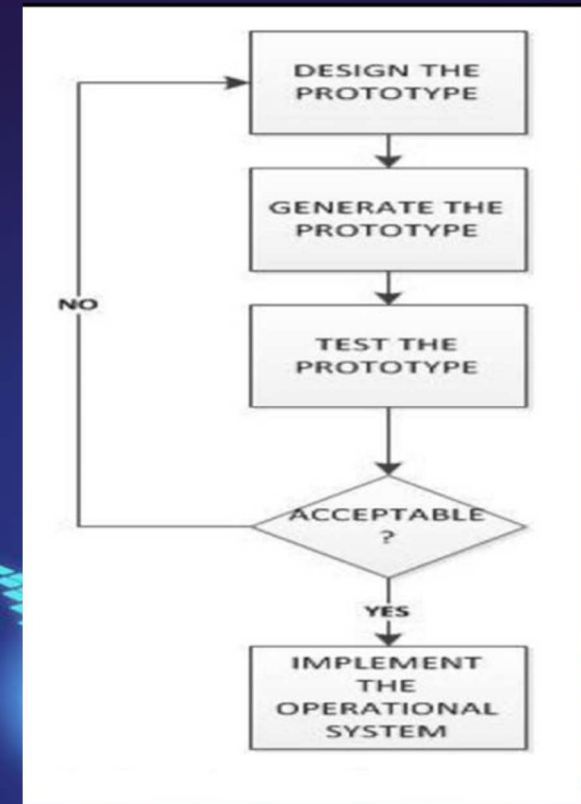 DESIGN THE
PROTOTYPE
GENERATE THE
PROTOTYPE
TEST THE
PROTOTYPE
NO
ACCEPTABLE
?
YES
IMPLEMENT
THE
OPERATIONAL
SYSTEM